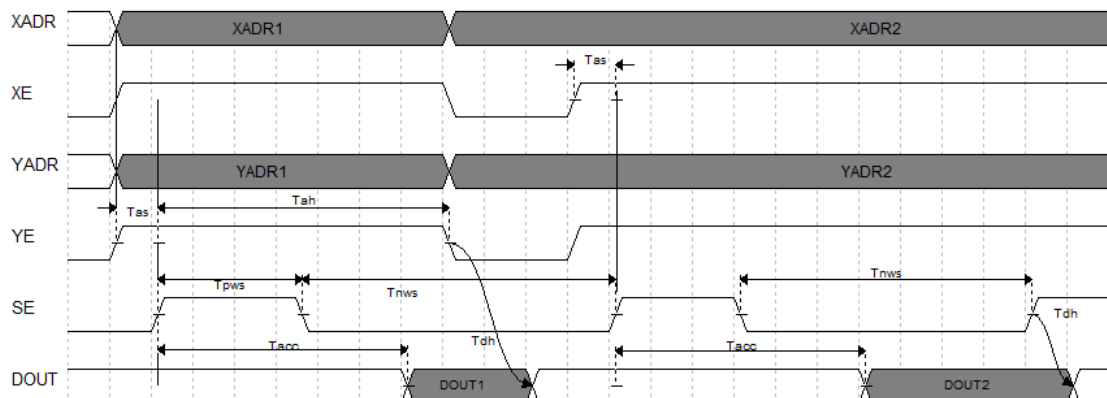 XADR XADR1 XADR2
Tas
XE
YADR YADR1 YADR2
Tas Tah
YE
Tpws Tnws Tnws
SE
Tacc Tdh Tacc Tdh
DOUT DOUT1 DOUT2